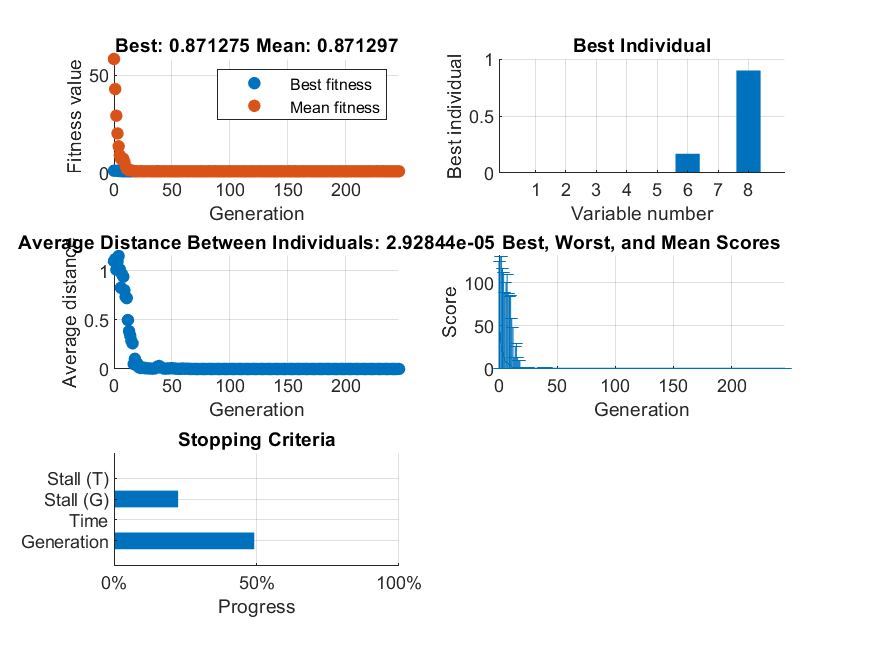 Best: 0.871275 Mean: 0.871297
Fitness value
50
0
Best fitness
Mean fitness
0 50 100 150 200
Generation
Best Individual
Best individual
1
0.5
0
1 2 3 4 5 6 7 8
Variable number
Average Distance Between Individuals: 2.92844e-05
Average distance
1
0.5
0
0 50 100 150 200
Generation
Best, Worst, and Mean Scores
Score
100
50
0
0 50 100 150 200
Generation
Stopping Criteria
Stall (T)
Stall (G)
Time
Generation
0% 50% 100%
Progress